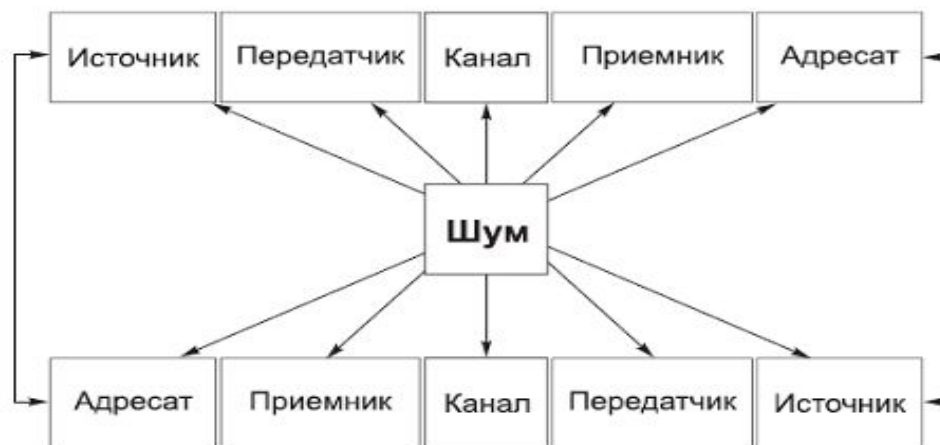 Источник Передатчик Канал Приемник Адресат
Шум
Адресат Приемник Канал Передатчик Источник